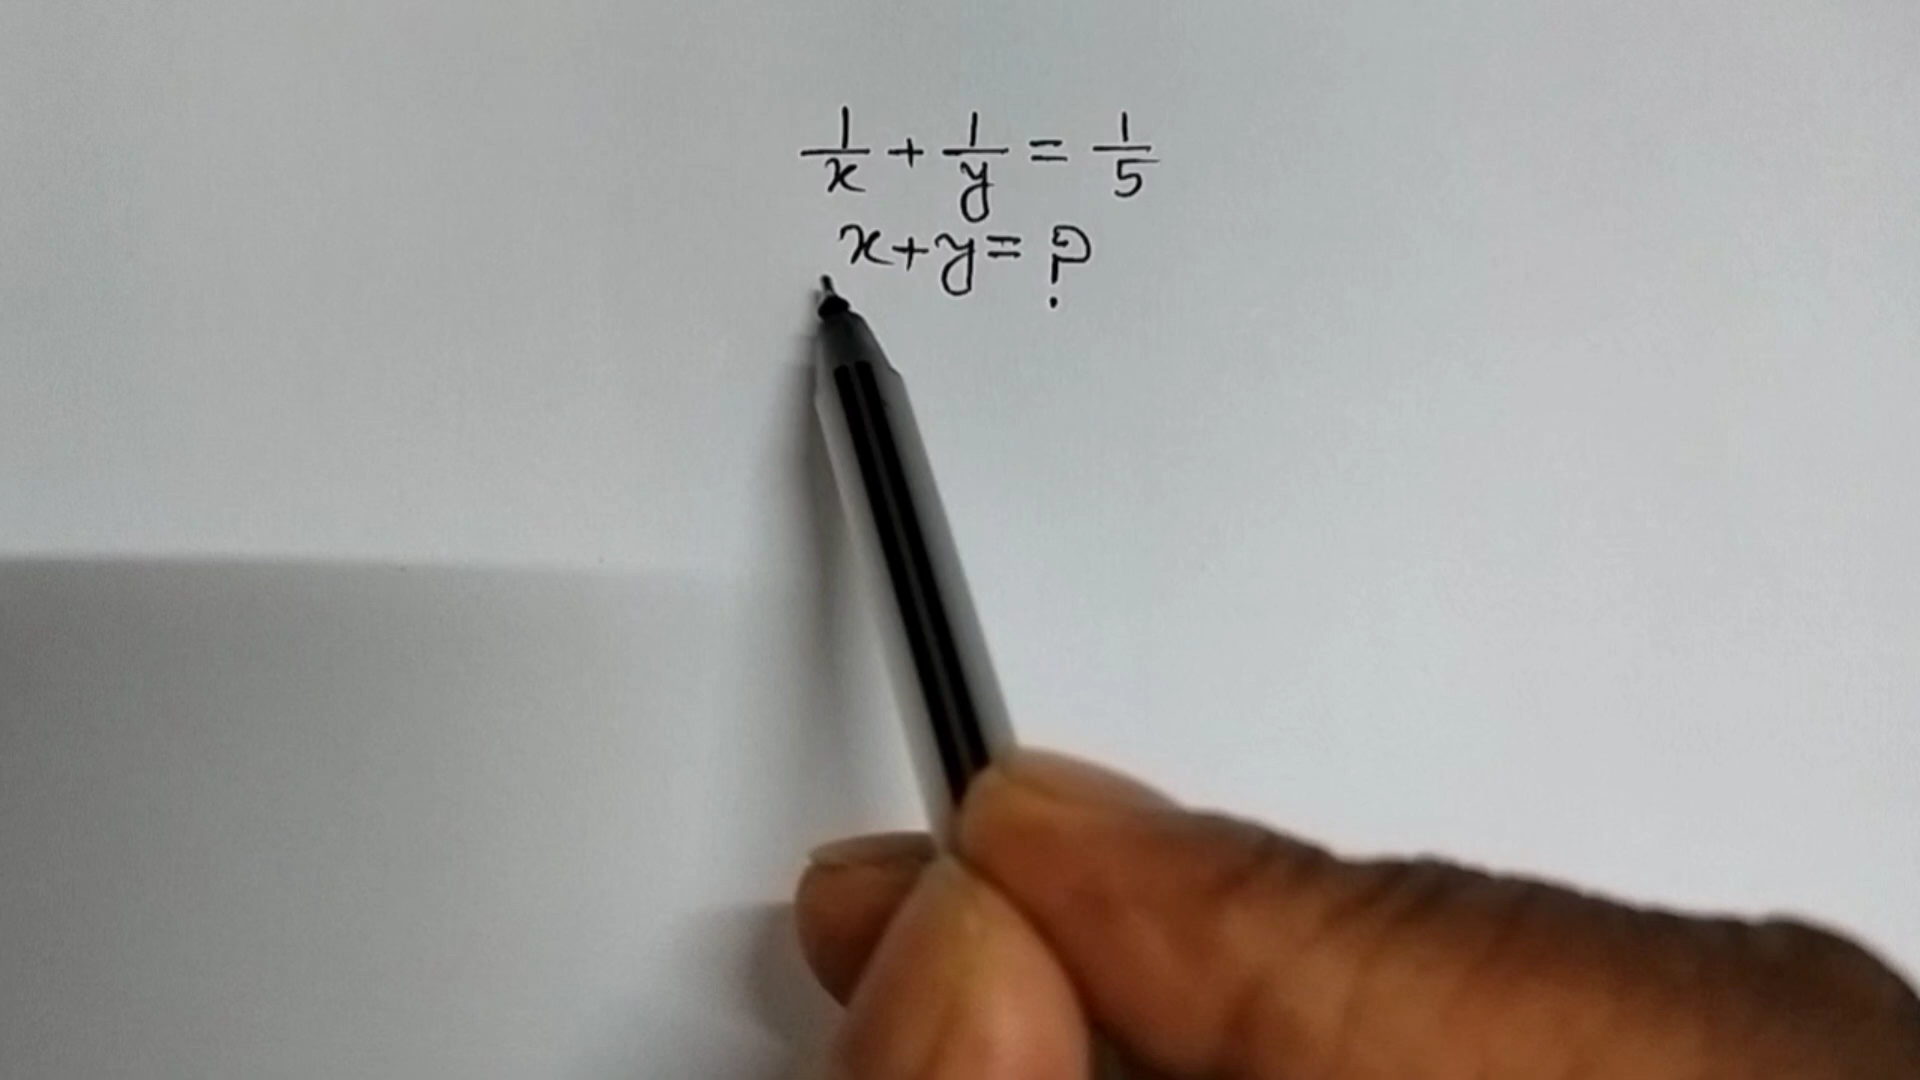 1/x + 1/y = 1/5
x+y= ?